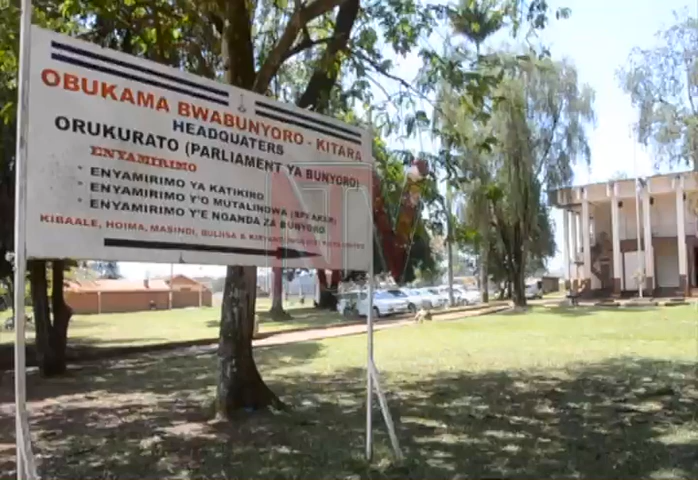 OBUKAMA BWABUNYORO - KITARA
HEADQUATERS
ORUKURATO (PARLIAMENT YA BUNYORO)
ENYAMIRIMO
* ENYAMIRIMO YA KATIKIRO
* ENYAMIRIMO Y'O MUTALINDWA (SPEAKER)
* ENYAMIRIMO Y'E NGANDA ZA BUNYORO
KIBAALE, HOIMA, MASINDI, BULIISA &
NTV